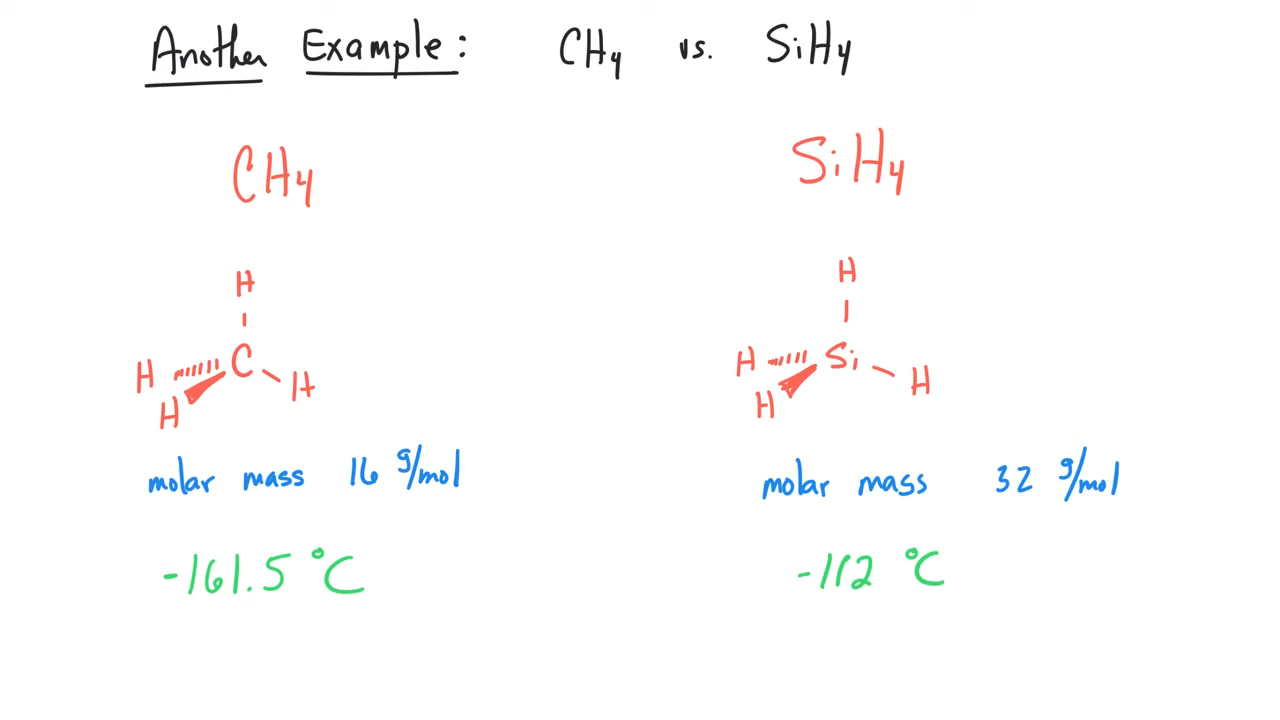 Another Example: CH4 vs. SiH4
CH4
SiH4
H
C
H
H
H
H
Si
H
H
H
molar mass 16 g/mol
molar mass 32 g/mol
-161.5 °C
-112 °C